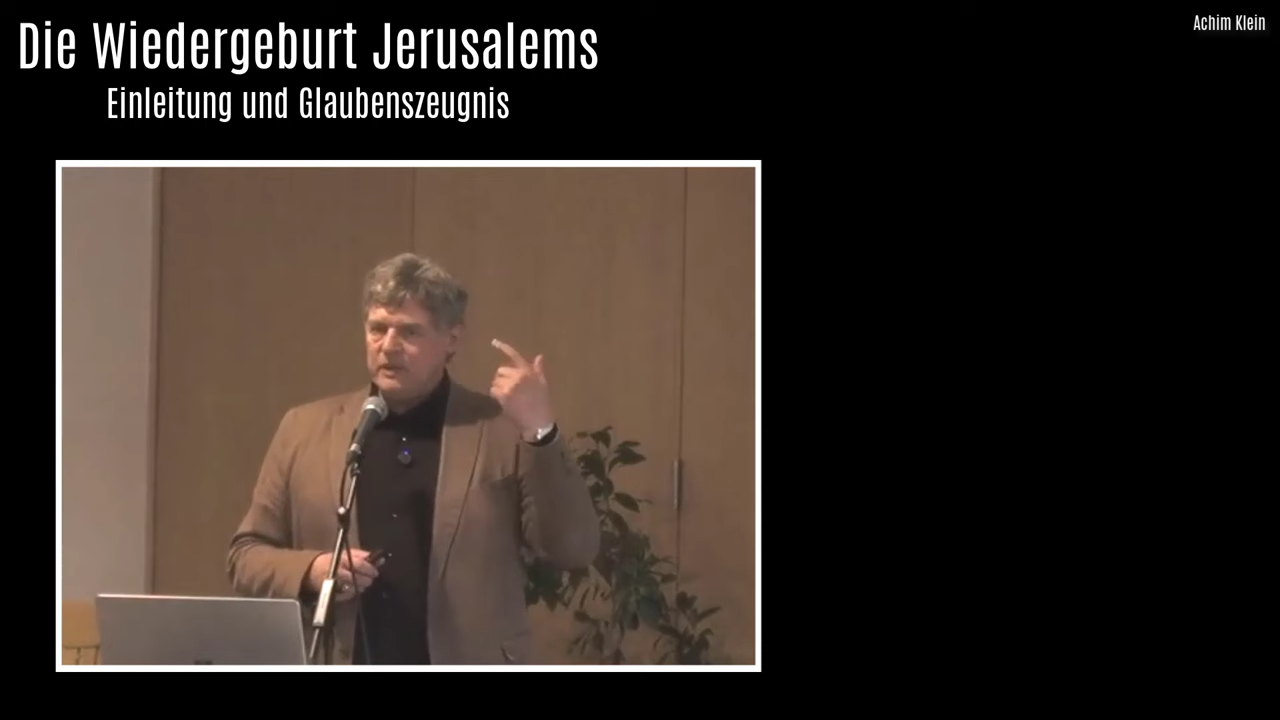 Die Wiedergeburt Jerusalems
Einleitung und Glaubenszeugnis
Achim Klein